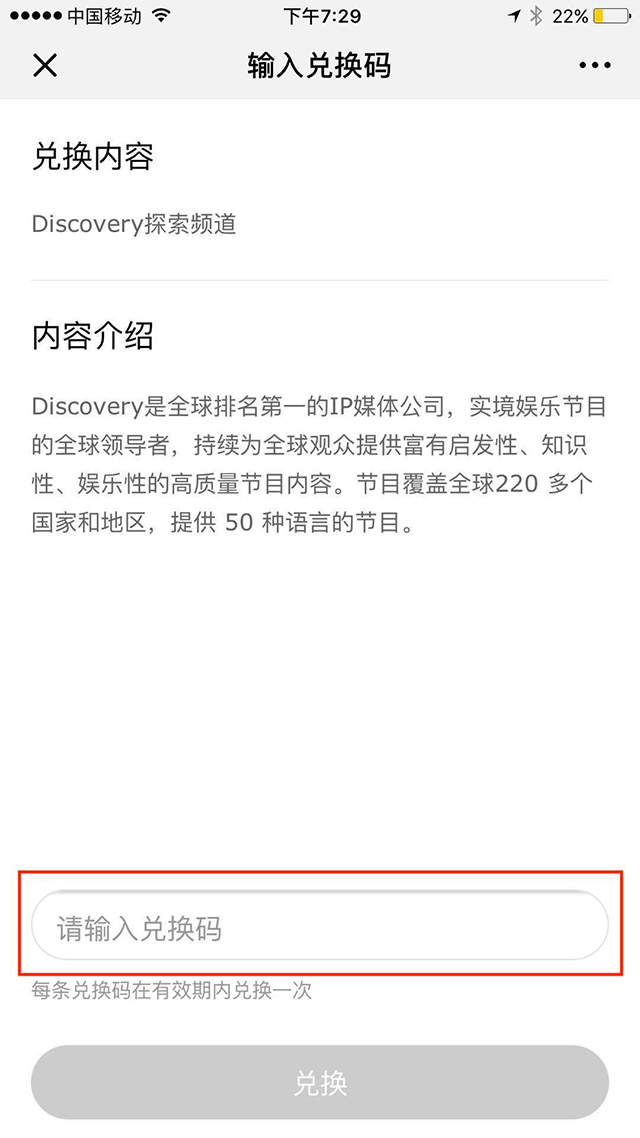 中国移动 下午7:29 22%
输入兑换码
兑换内容
Discovery探索频道
内容介绍
Discovery是全球排名第一的IP媒体公司，实境娱乐节目
的全球领导者，持续为全球观众提供富有启发性、知识
性、娱乐性的高质量节目内容。节目覆盖全球220 多个
国家和地区，提供 50 种语言的节目。
请输入兑换码
每条兑换码在有效期内兑换一次
兑换